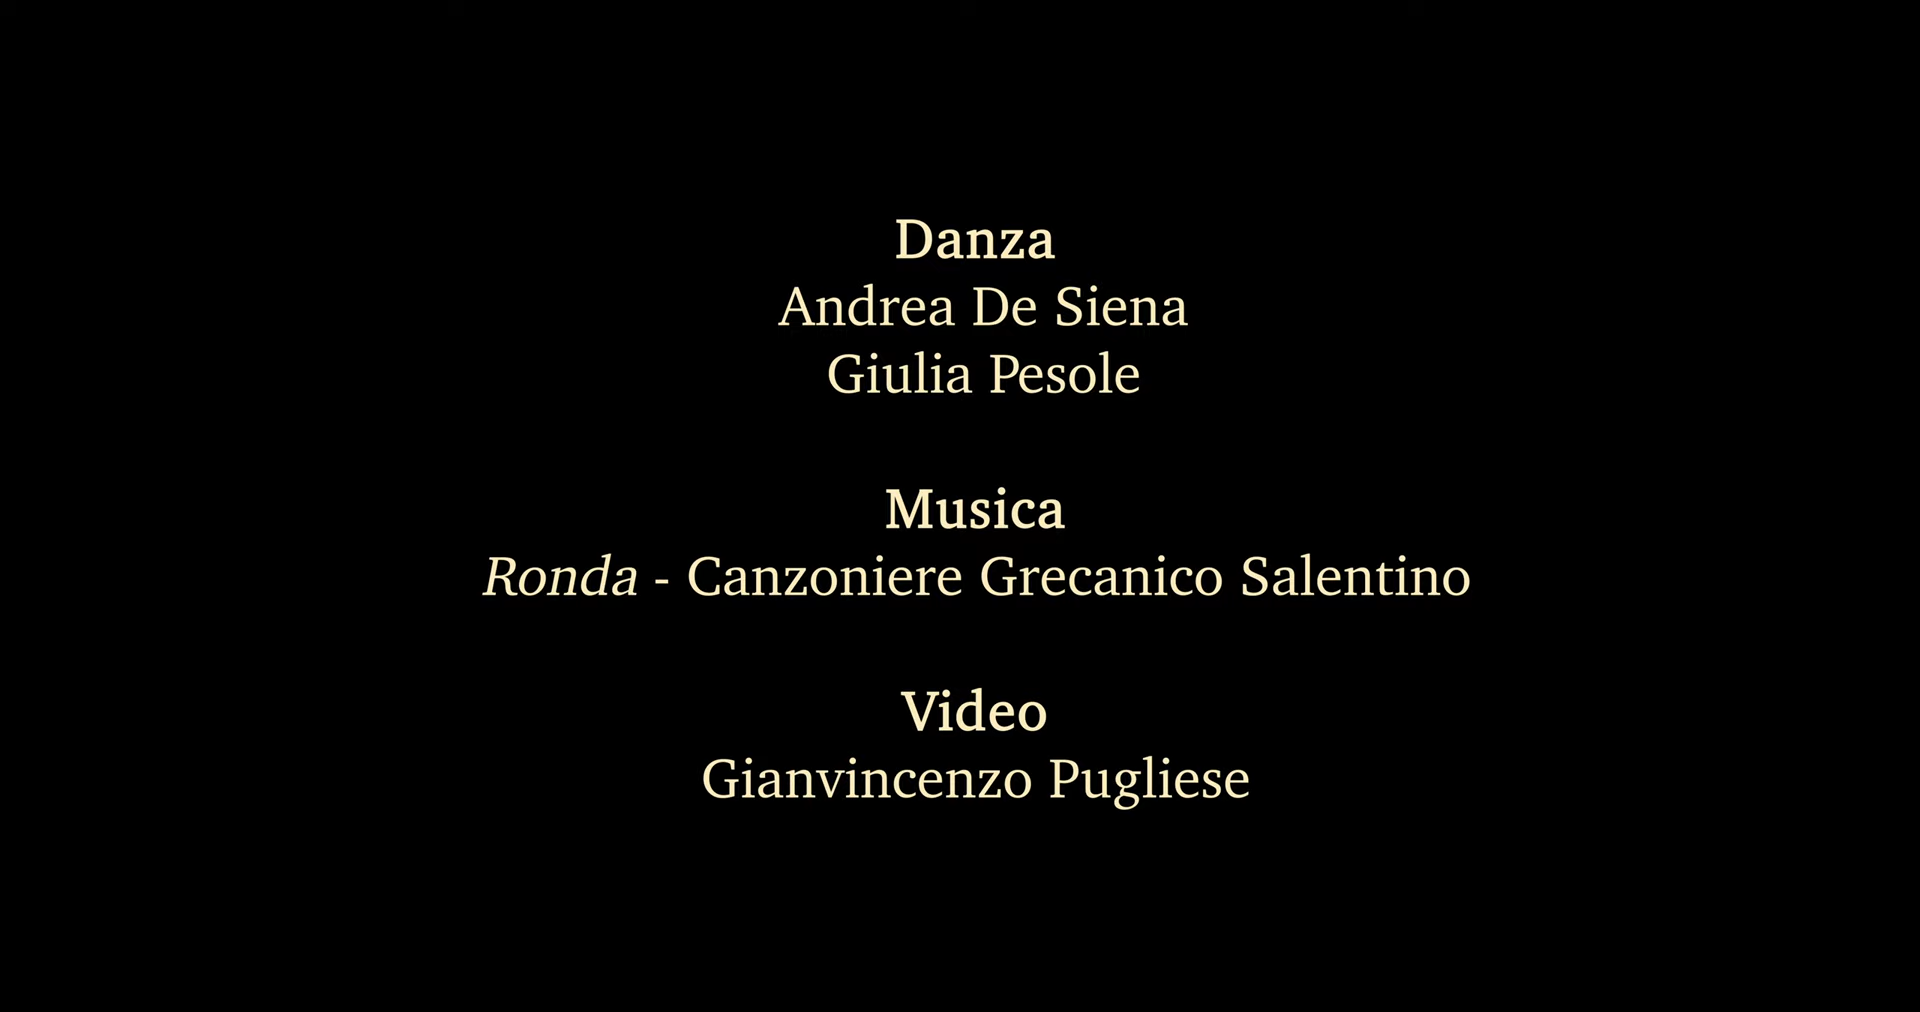 Danza
Andrea De Siena
Giulia Pesole
Musica
Ronda - Canzoniere Grecanico Salentino
Video
Gianvincenzo Pugliese